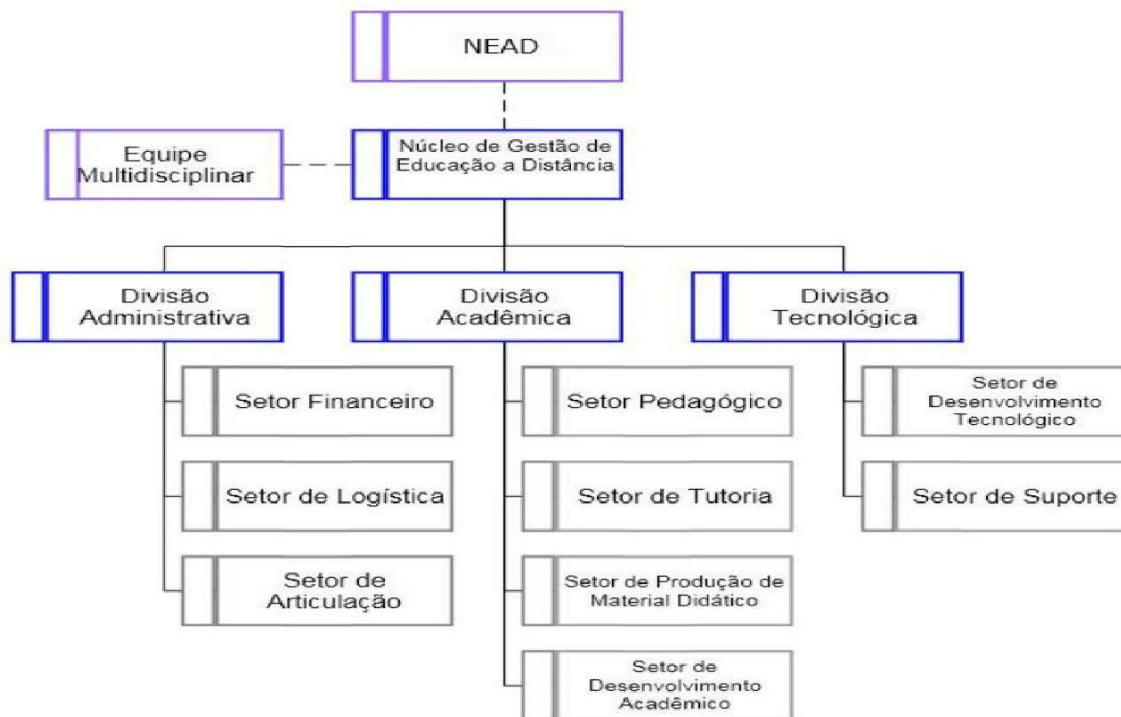 NEAD
Equipe
Multidisciplinar
Núcleo de Gestão de
Educação a Distância
Divisão
Administrativa
Divisão
Acadêmica
Divisão
Tecnológica
Setor Financeiro
Setor Pedagógico
Setor de
Desenvolvimento
Tecnológico
Setor de Logística
Setor de Tutoria
Setor de Suporte
Setor de
Articulação
Setor de Produção de
Material Didático
Setor de
Desenvolvimento
Acadêmico